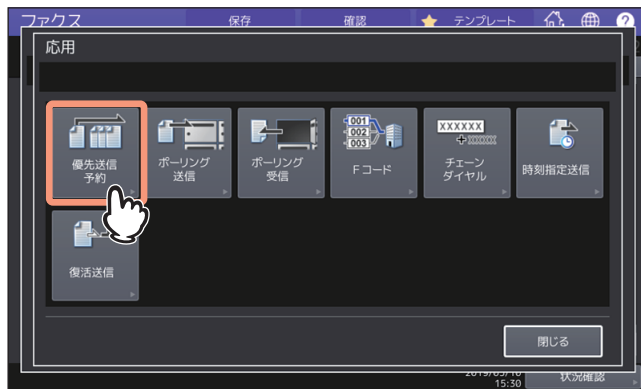 ファクス 保存 確認 テンプレート ?
応用
優先送信
予約
ポーリング
送信
ポーリング
受信
001
002
003
Fコード
XXXXXX
+XXXXXX
チェーン
ダイヤル
時刻指定送信
復活送信
閉じる
15:30
状況確認